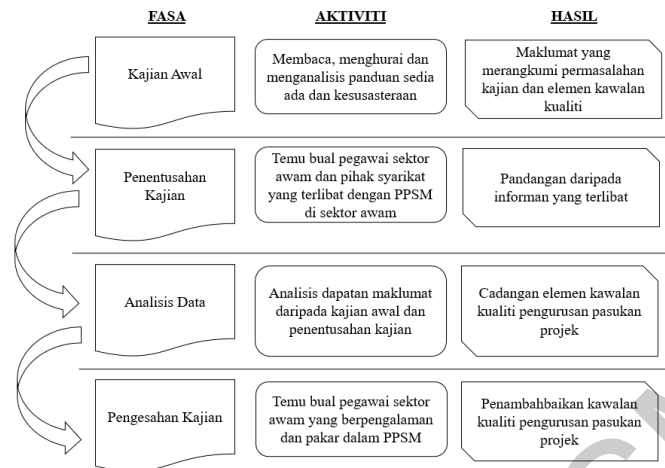 FASA
AKTIVITI
HASIL
Kajian Awal
Membaca, menghurai dan
menganalisis panduan sedia
ada dan kesusasteraan
Maklumat yang
merangkumi permasalahan
kajian dan elemen kawalan
kualiti
Penentusahan
Kajian
Temu bual pegawai sektor
awam dan pihak syarikat
yang terlibat dengan PPSM
di sektor awam
Pandangan daripada
informan yang terlibat
Analisis Data
Analisis dapatan maklumat
daripada kajian awal dan
penentusahan kajian
Cadangan elemen kawalan
kualiti pengurusan pasukan
projek
Pengesahan Kajian
Temu bual pegawai sektor
awam yang berpengalaman
dan pakar dalam PPSM
Penambahbaikan kawalan
kualiti pengurusan pasukan
projek